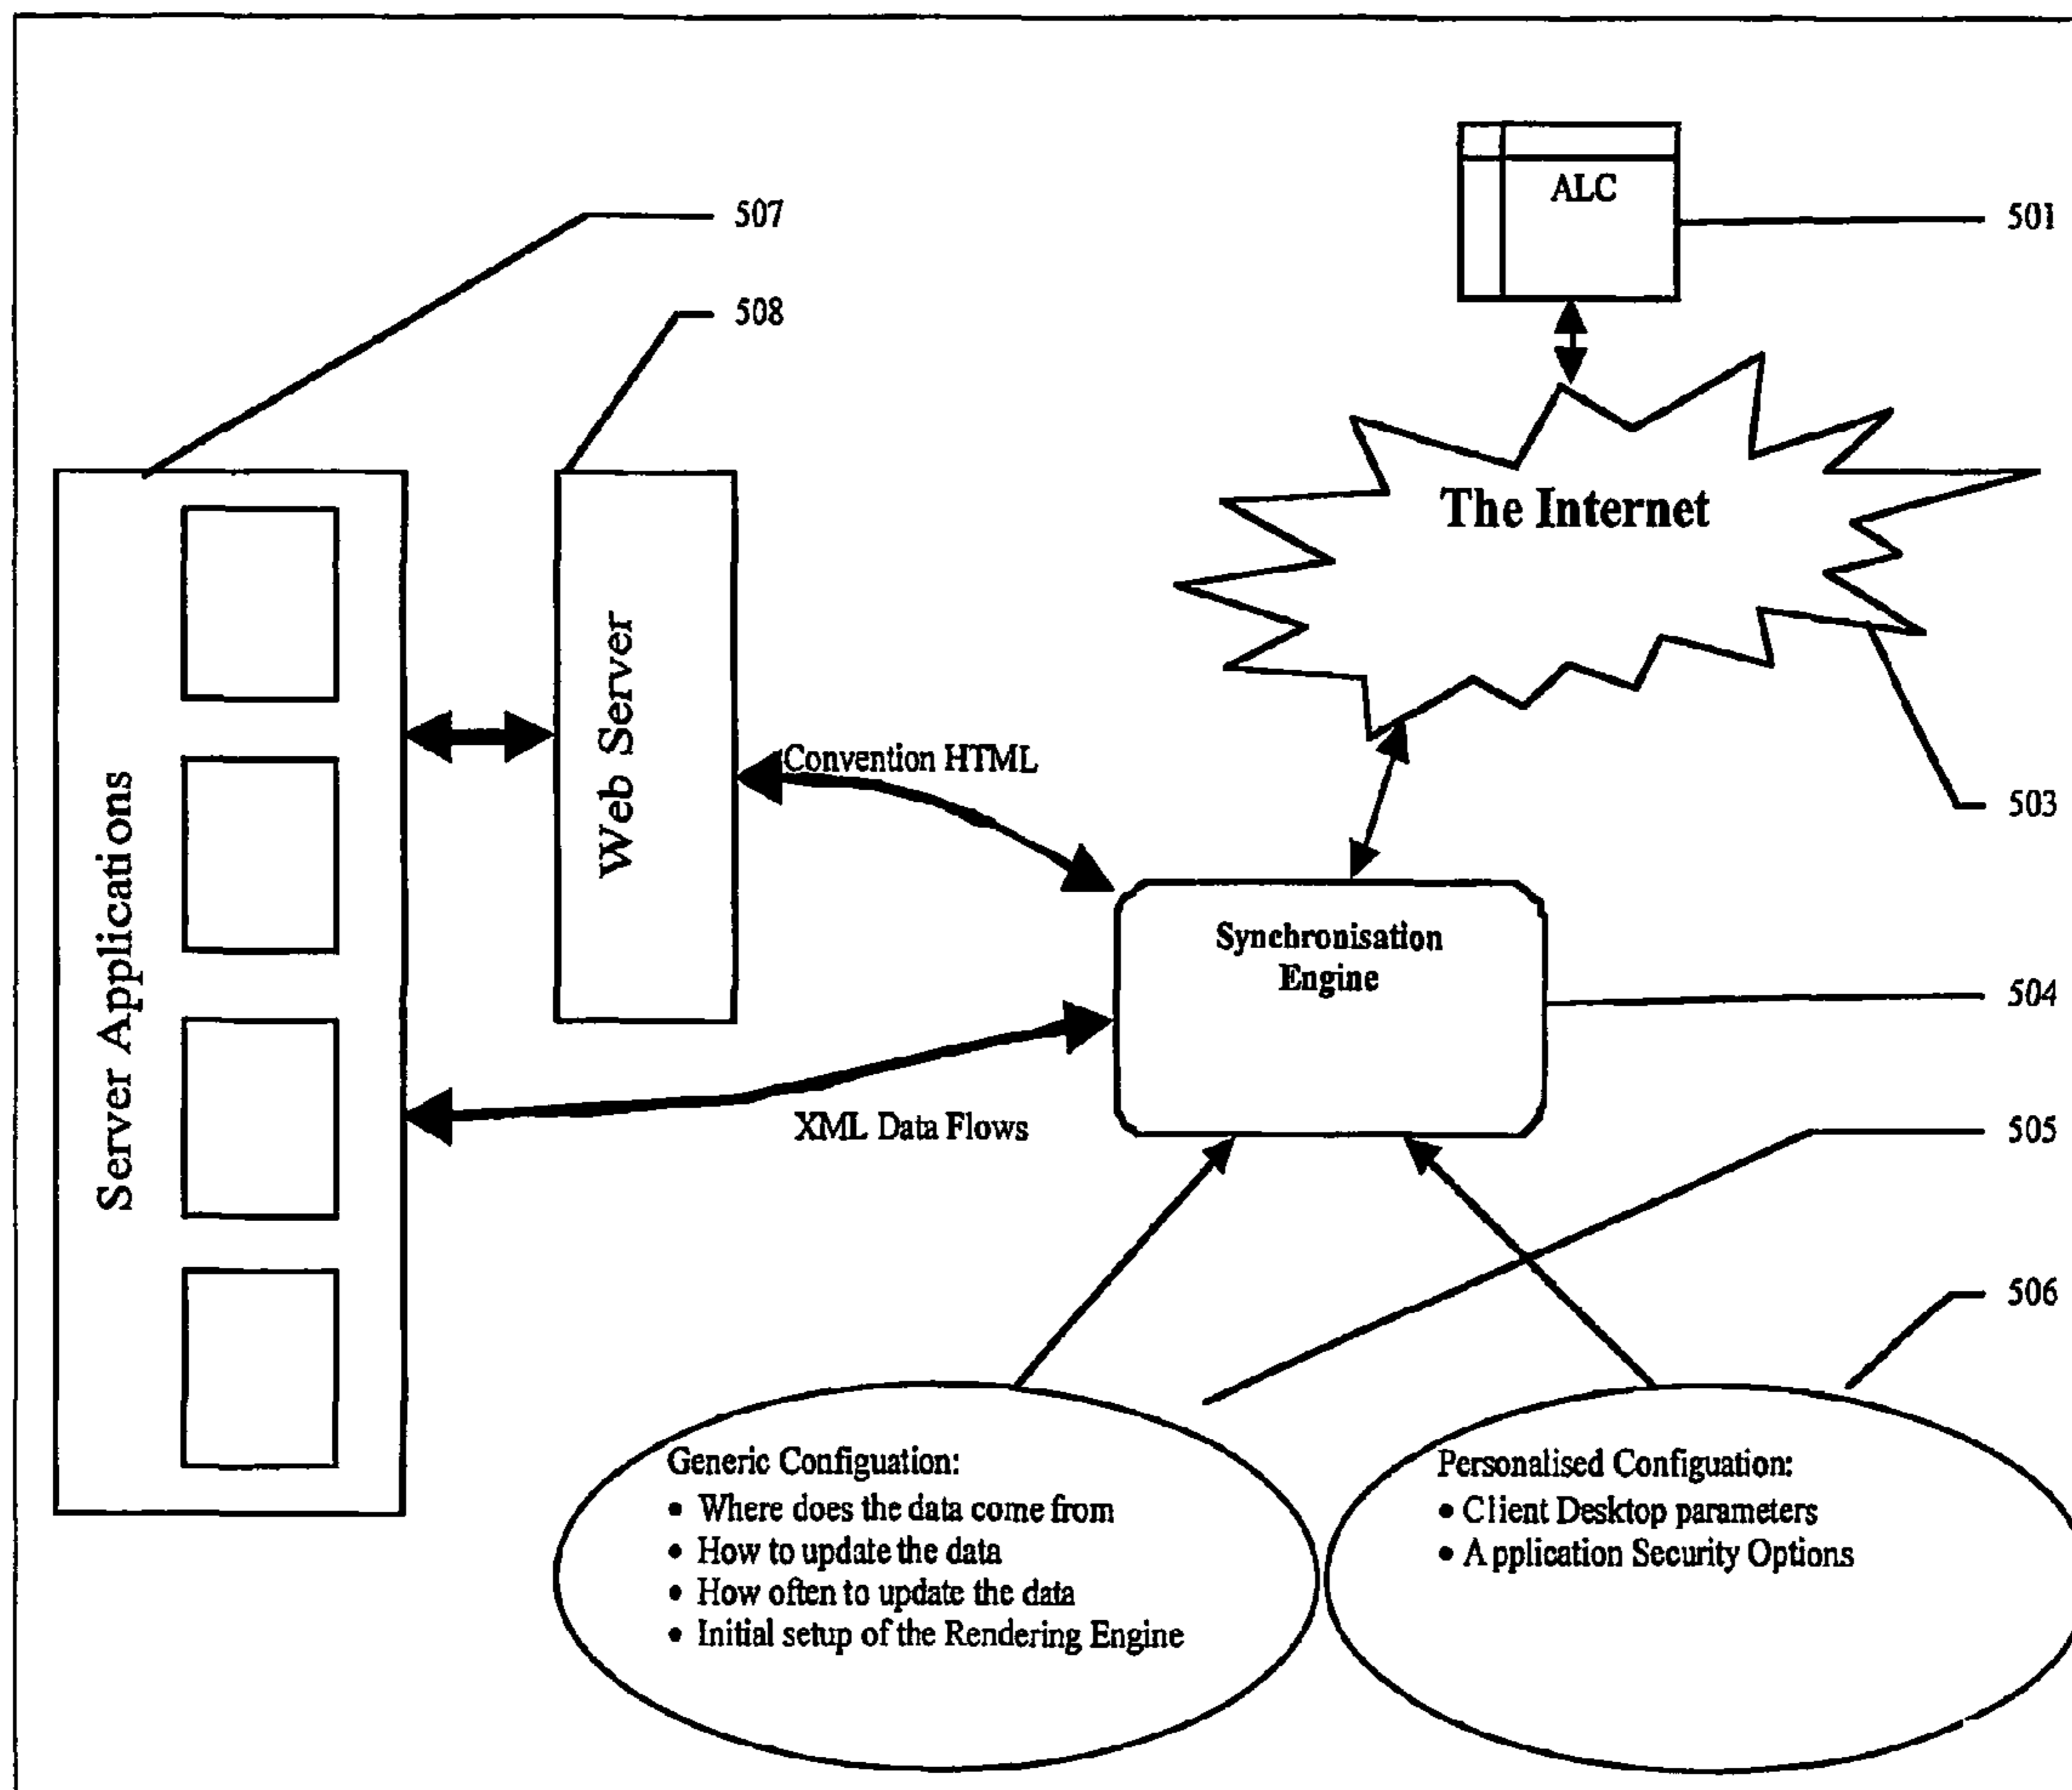 ALC
501
507
508
The Internet
503
Server Applications
Web Server
Convention HTML
Synchronisation
Engine
504
XML Data Flows
505
506
Generic Configuation:
• Where does the data come from
• How to update the data
• How often to update the data
• Initial setup of the Rendering Engine
Personalised Configuation:
• Client Desktop parameters
• Application Security Options